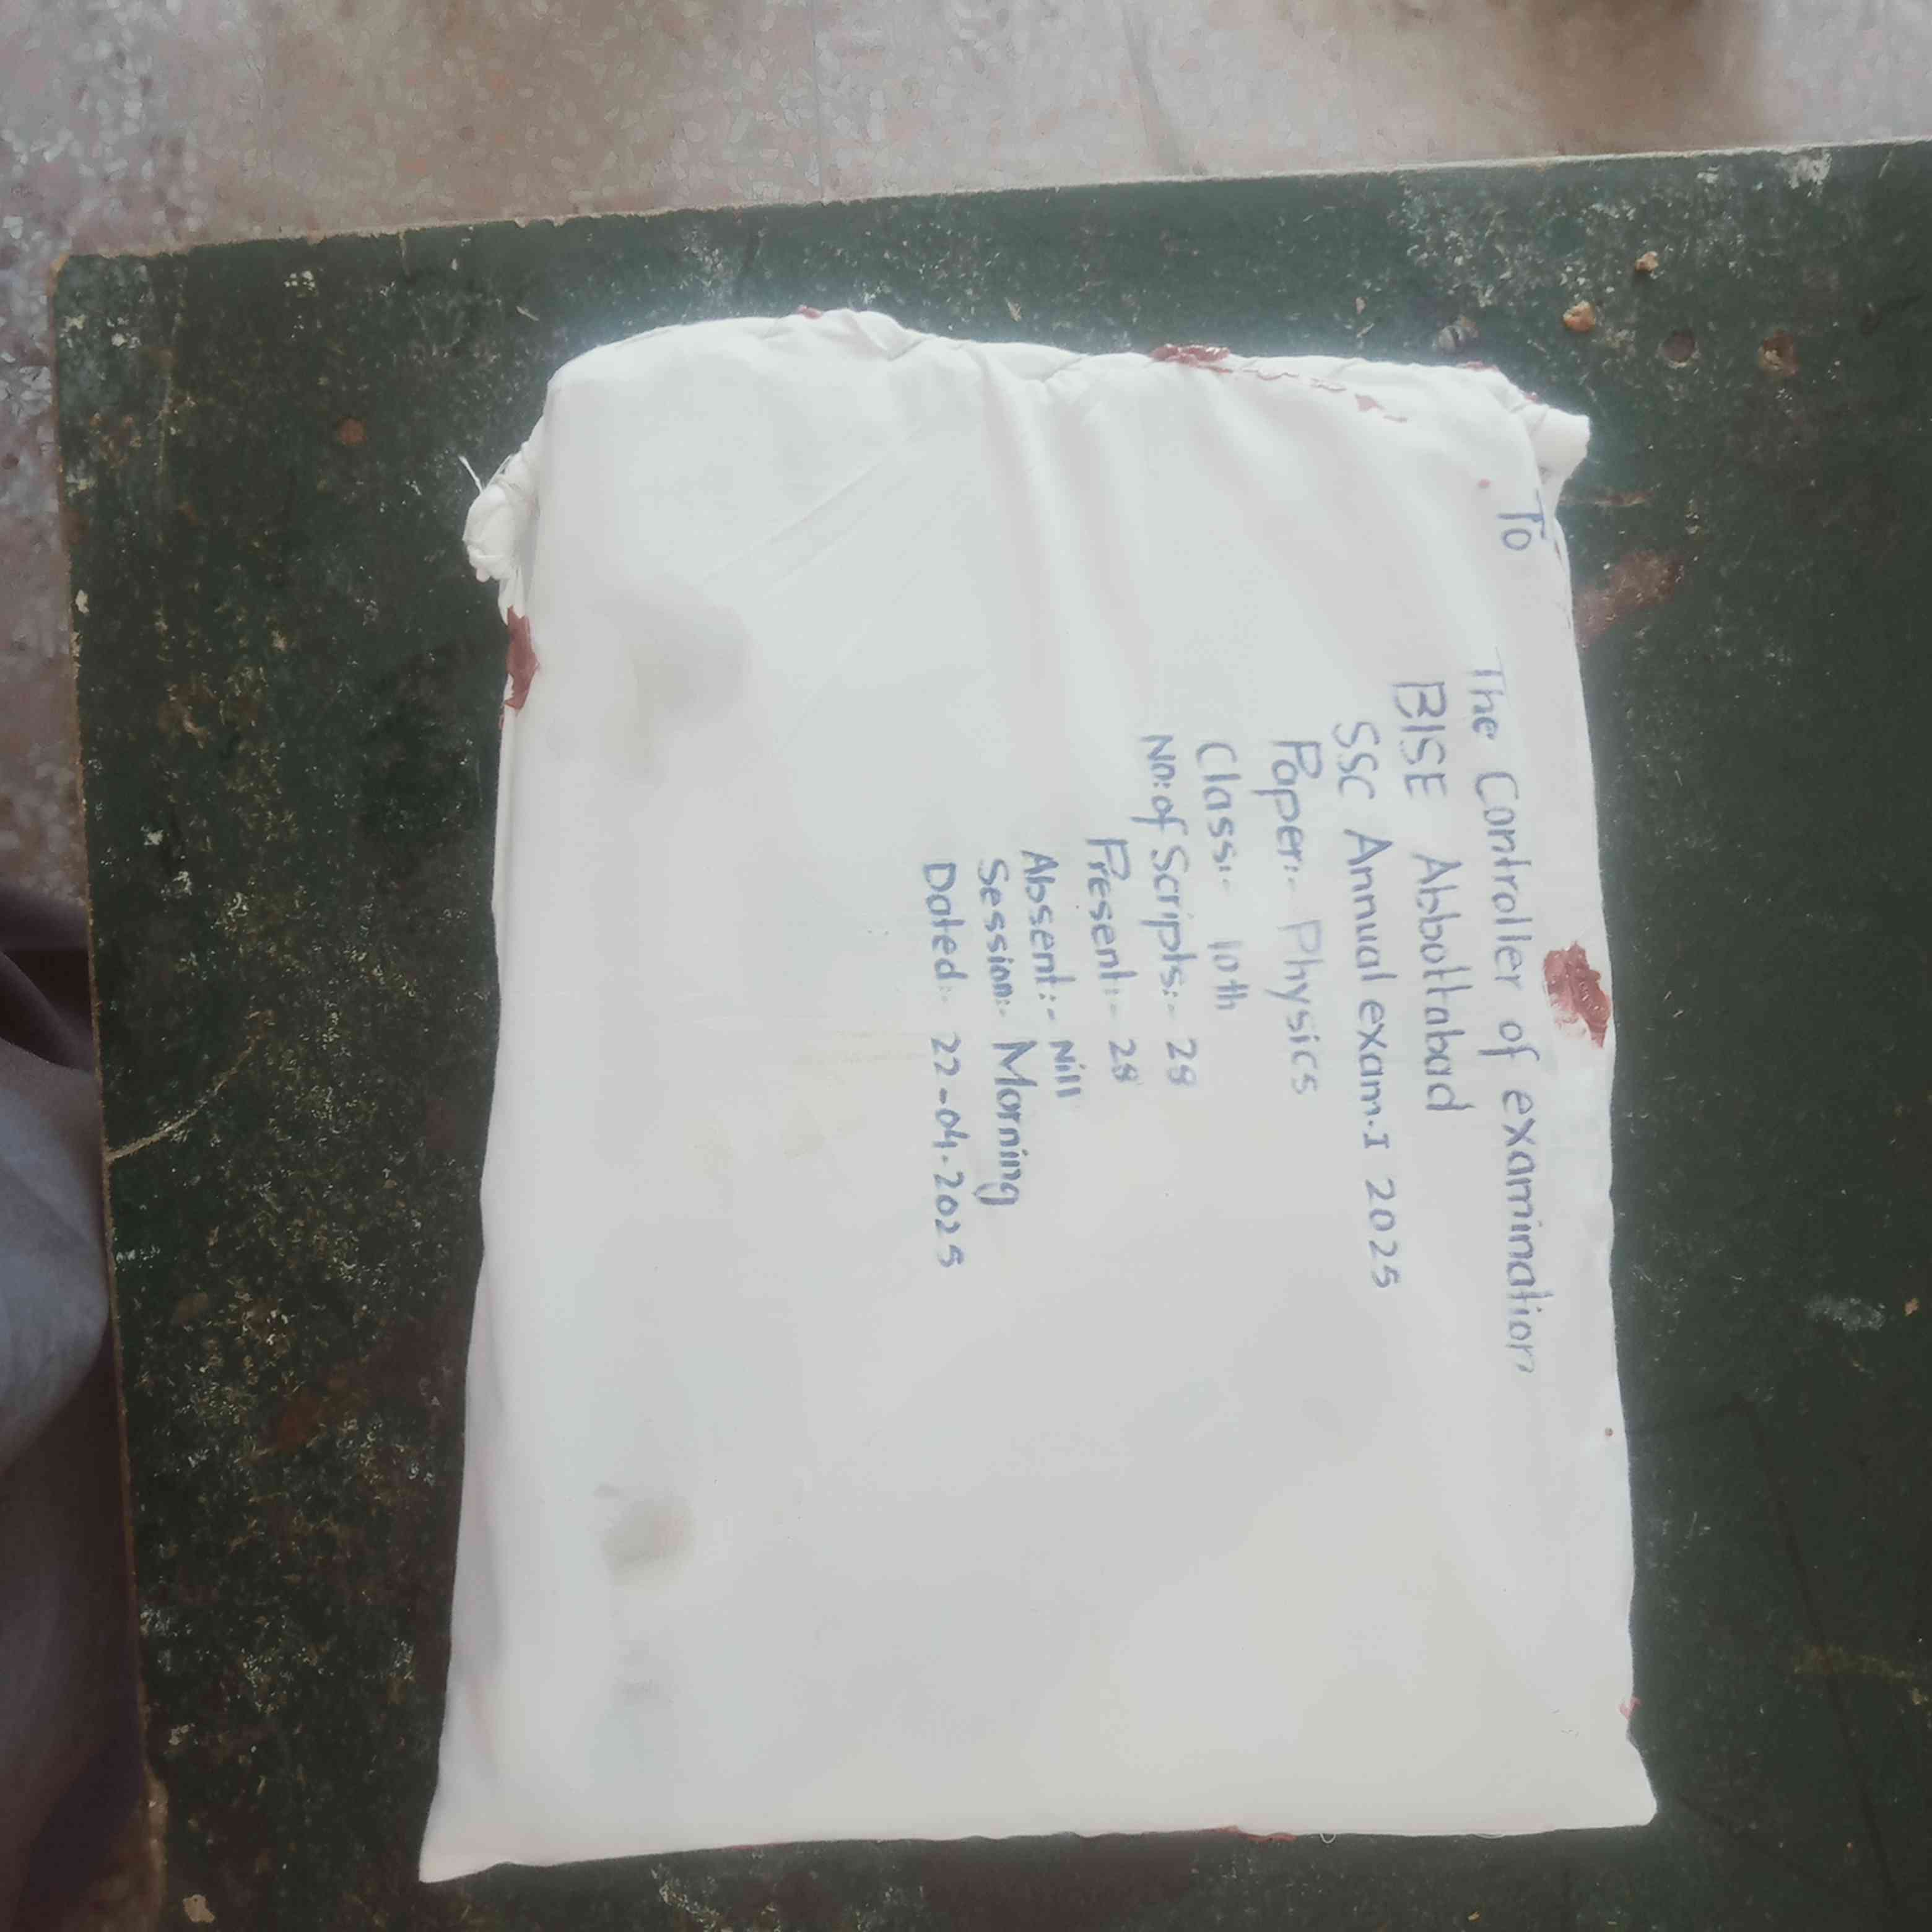 To
The Controller of examination
BISE Abbottabad
SSC Annual exam.I 2025
Paper:- Physics
Class:- 10th
No:of Scripts:- 28
Present:- 28
Absent:- Nill
Session:- Morning
Dated:- 22-04-2025